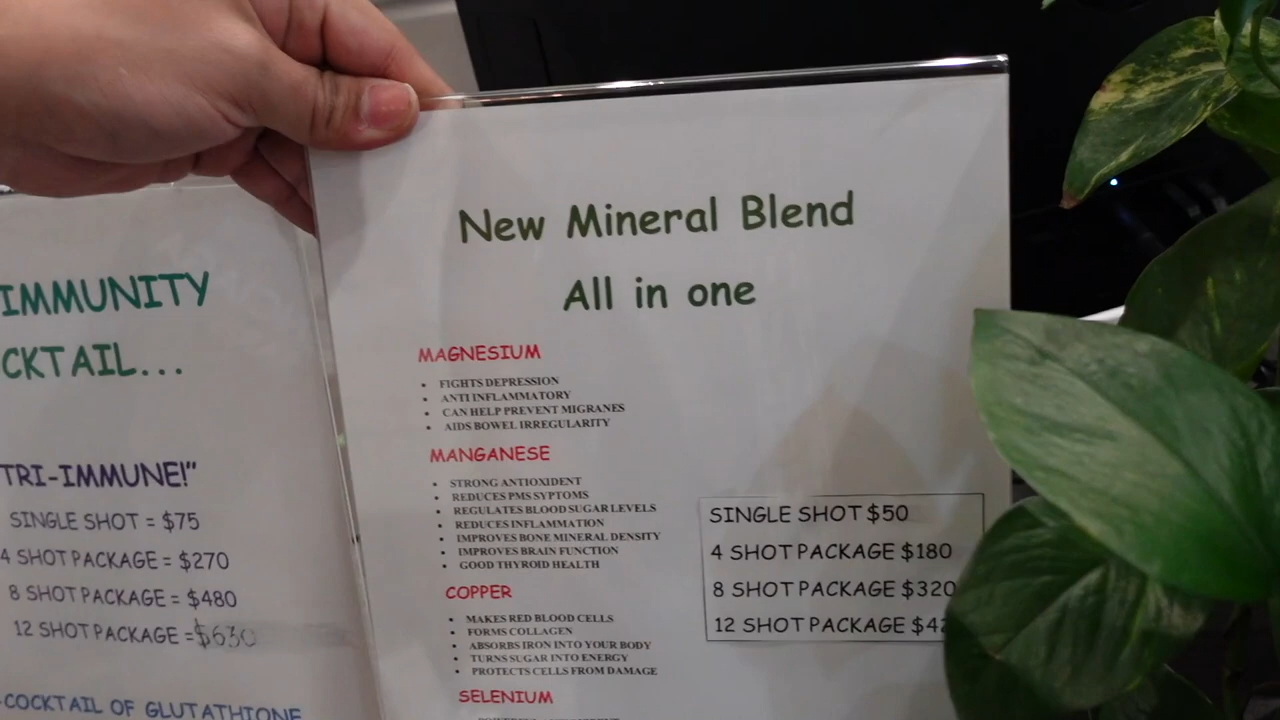 IMMUNITY
CKTAIL...
TRI-IMMUNE!"
SINGLE SHOT = $75
4 SHOT PACKAGE = $270
8 SHOT PACKAGE = $480
12 SHOT PACKAGE =$630
COCKTAIL OF GLUTATHIONE
New Mineral Blend
All in one
MAGNESIUM
• FIGHTS DEPRESSION
• ANTI INFLAMMATORY
• CAN HELP PREVENT MIGRANES
• AIDS BOWEL IRREGULARITY
MANGANESE
• STRONG ANTIOXIDENT
• REDUCES PMS SYPTOMS
• REGULATES BLOOD SUGAR LEVELS
• REDUCES INFLAMMATION
• IMPROVES BONE MINERAL DENSITY
• IMPROVES BRAIN FUNCTION
• GOOD THYROID HEALTH
COPPER
• MAKES RED BLOOD CELLS
• FORMS COLLAGEN
• ABSORBS IRON INTO YOUR BODY
• TURNS SUGAR INTO ENERGY
• PROTECTS CELLS FROM DAMAGE
SELENIUM
SINGLE SHOT $50
4 SHOT PACKAGE $180
8 SHOT PACKAGE $320
12 SHOT PACKAGE $42